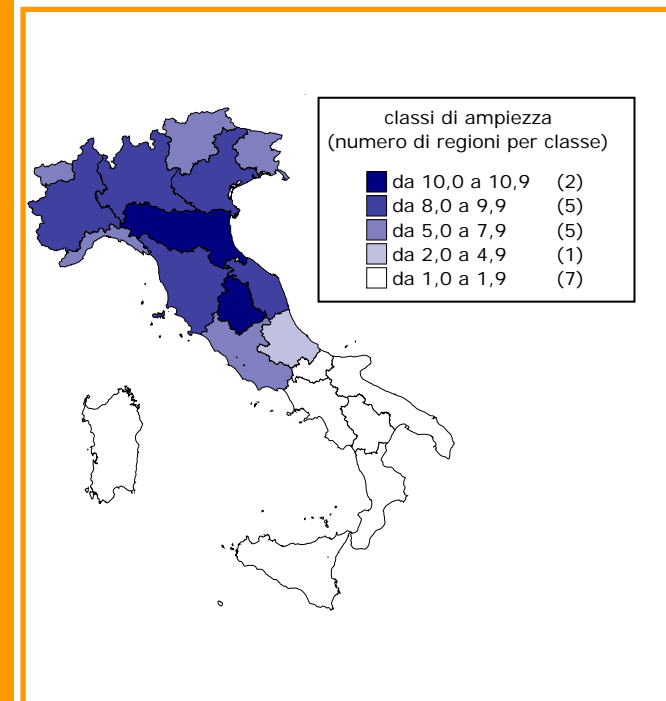 classi di ampiezza
(numero di regioni per classe)
da 10,0 a 10,9 (2)
da 8,0 a 9,9 (5)
da 5,0 a 7,9 (5)
da 2,0 a 4,9 (1)
da 1,0 a 1,9 (7)